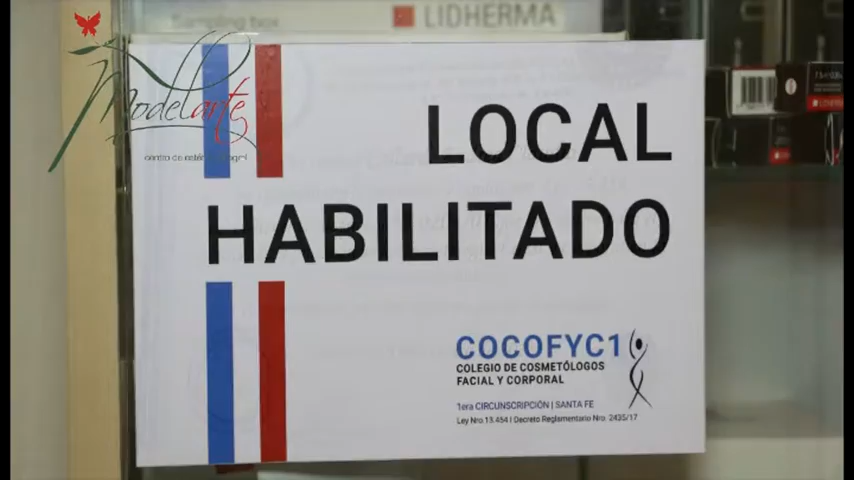 Sampling box
LIDHERMA
Modelarte
LOCAL
HABILITADO
COCOFYC1
COLEGIO DE COSMETÓLOGOS
FACIAL Y CORPORAL
1era CIRCUNSCRIPCIÓN | SANTA FE
Ley Nro.13.454 | Decreto Reglamentario Nro. 2435/17